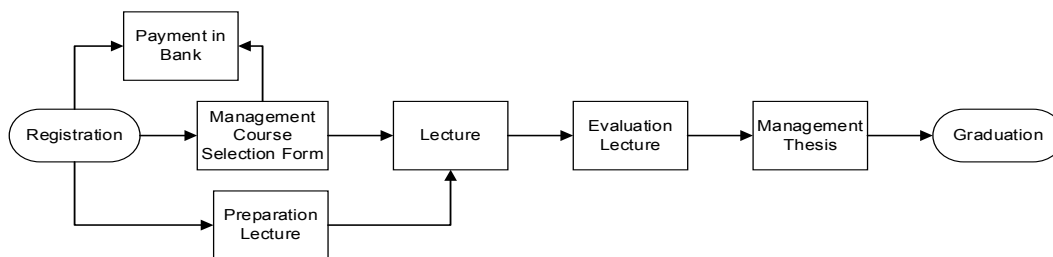 Payment in
Bank
Registration
Management
Course
Selection Form
Lecture
Evaluation
Lecture
Management
Thesis
Graduation
Preparation
Lecture